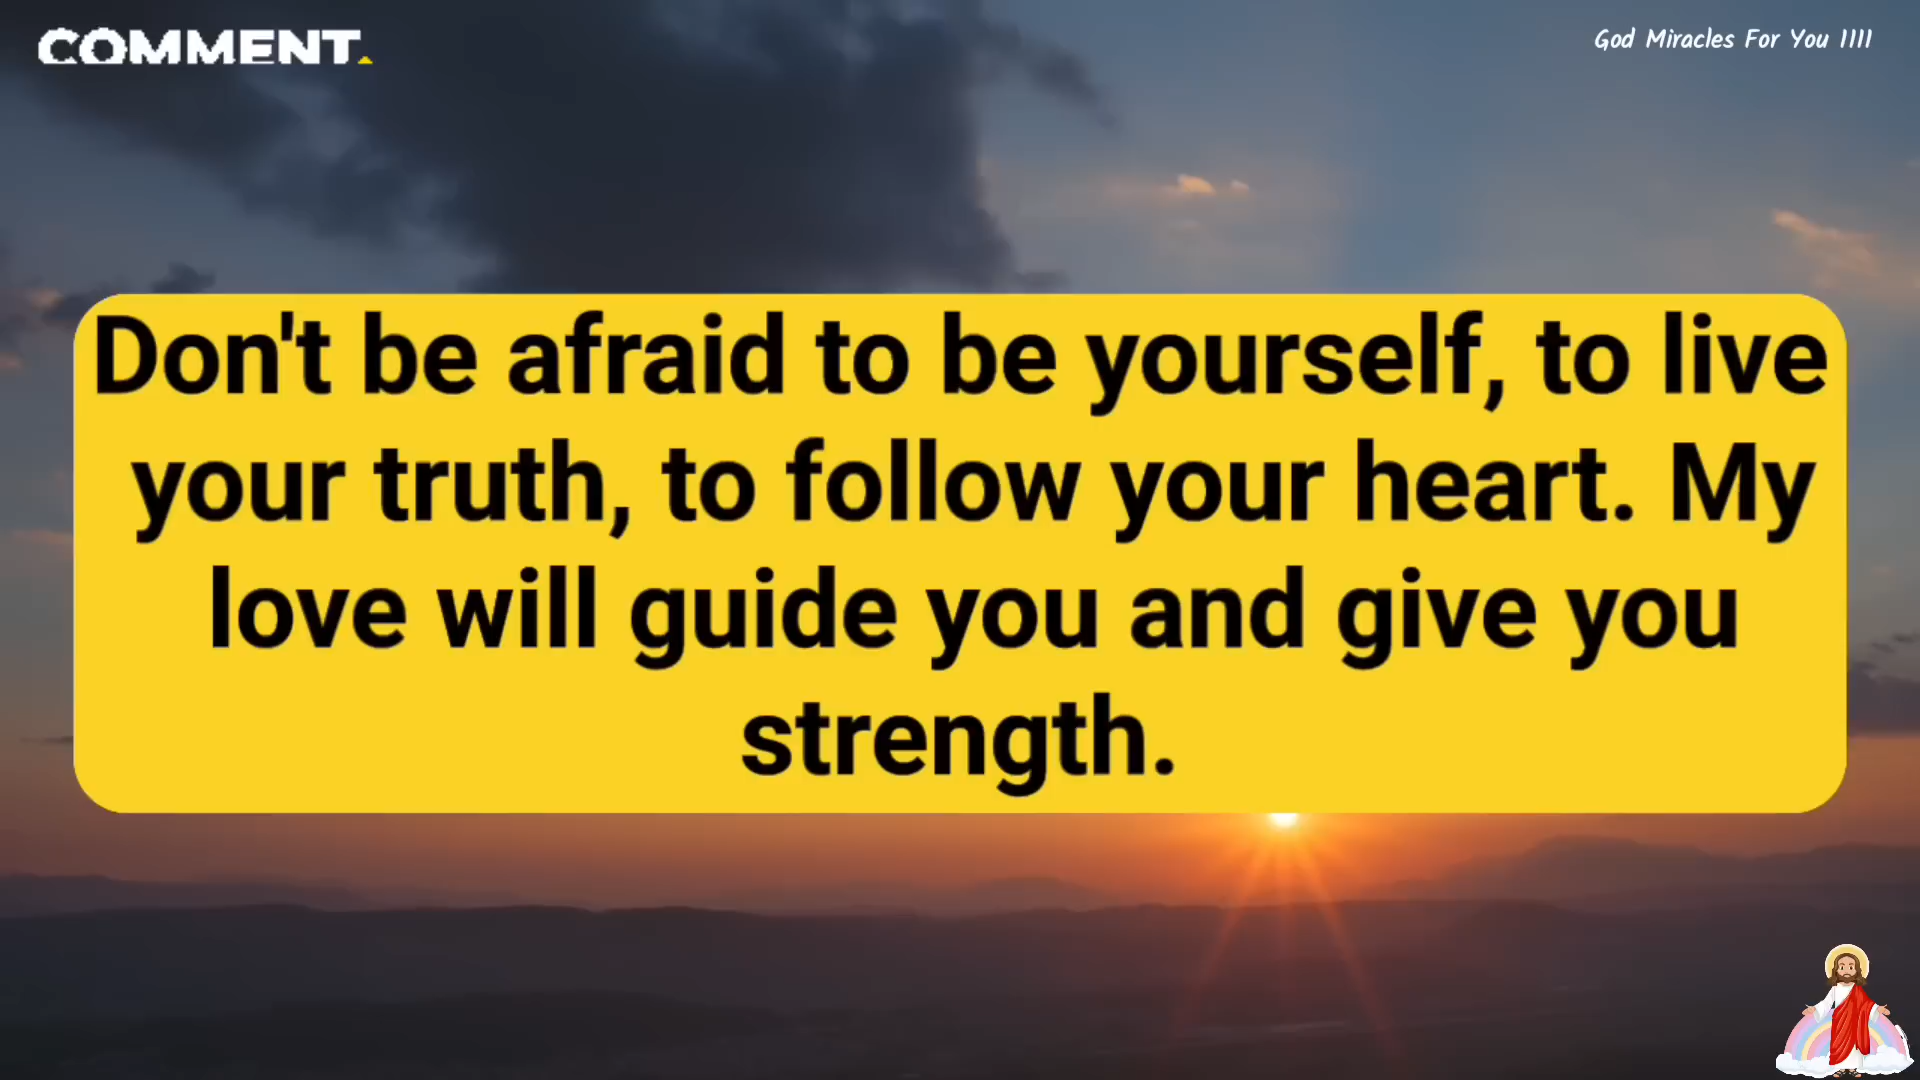 COMMENT.
God Miracles For You 1111
Don't be afraid to be yourself, to live
your truth, to follow your heart. My
love will guide you and give you
strength.